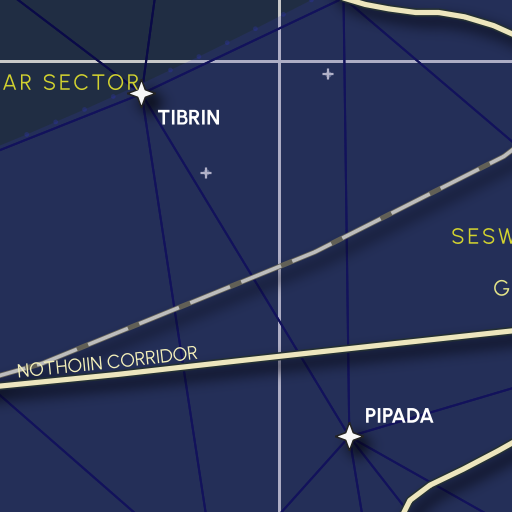 AR SECTOR
TIBRIN
SESW
G
NOTHOIIN CORRIDOR
PIPADA